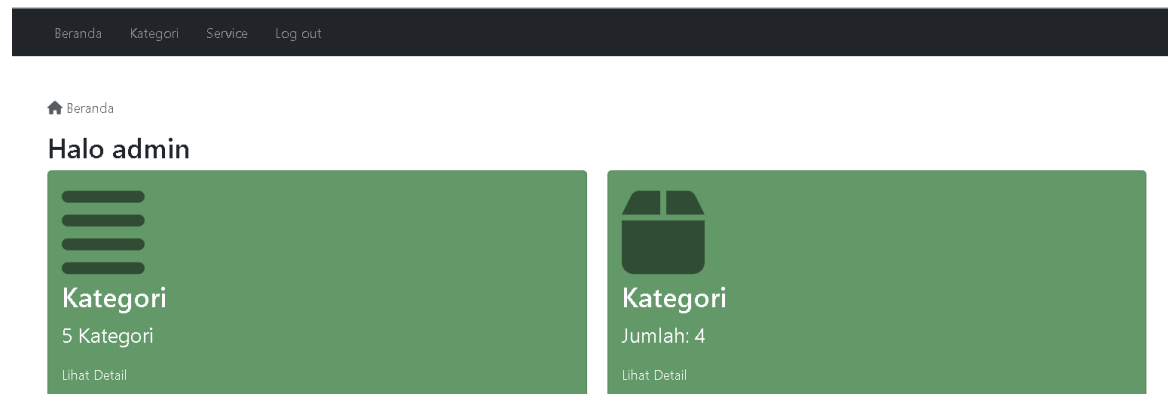 Beranda Kategori Service Log out
Beranda
Halo admin
Kategori
5 Kategori
Lihat Detail
Kategori
Jumlah: 4
Lihat Detail